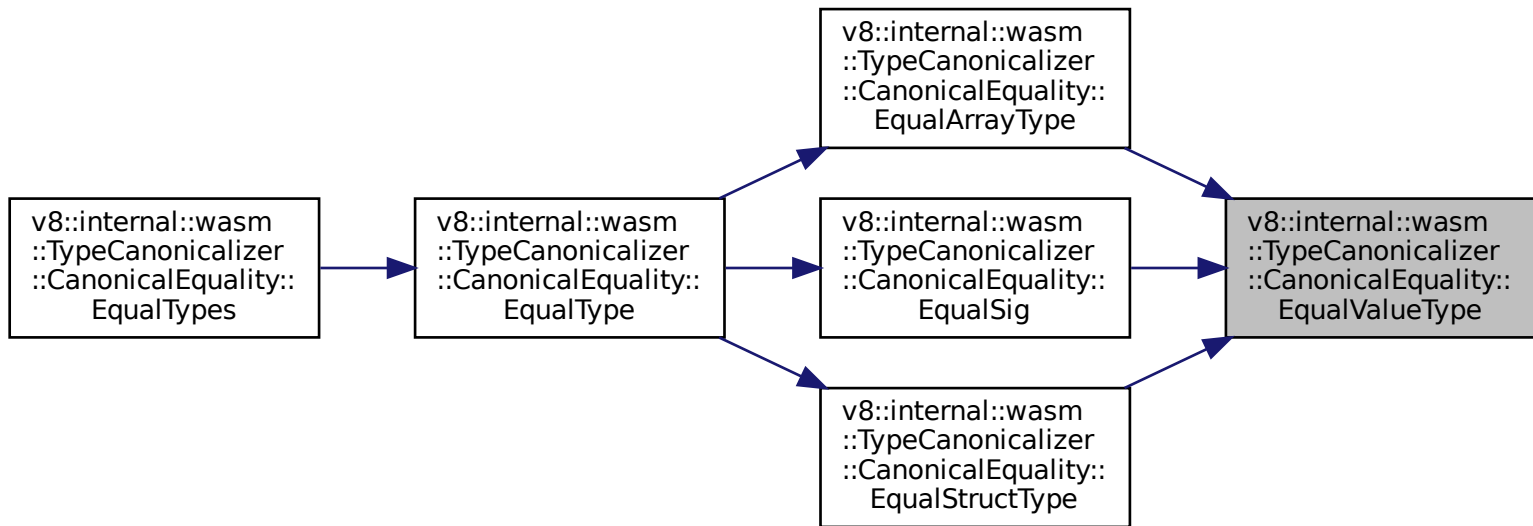 v8::internal::wasm
::TypeCanonicalizer
::CanonicalEquality::
EqualArrayType
v8::internal::wasm
::TypeCanonicalizer
::CanonicalEquality::
EqualTypes
v8::internal::wasm
::TypeCanonicalizer
::CanonicalEquality::
EqualType
v8::internal::wasm
::TypeCanonicalizer
::CanonicalEquality::
EqualSig
v8::internal::wasm
::TypeCanonicalizer
::CanonicalEquality::
EqualValueType
v8::internal::wasm
::TypeCanonicalizer
::CanonicalEquality::
EqualStructType